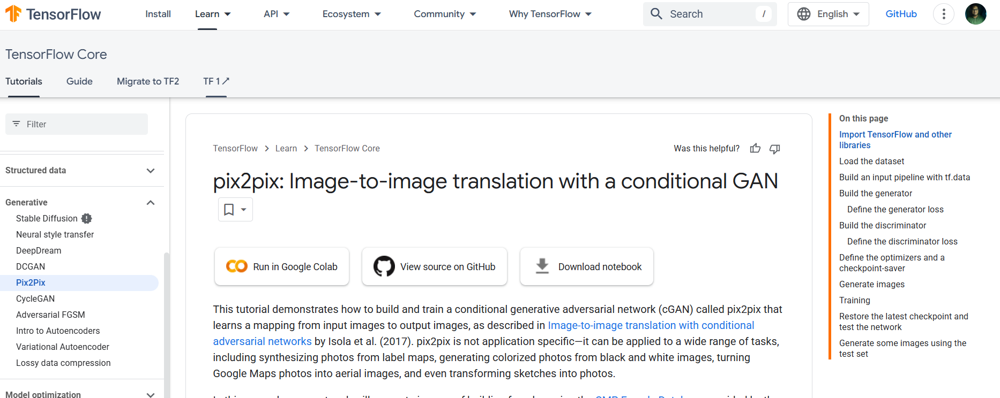 TensorFlow
Install
Learn
API
Ecosystem
Community
Why TensorFlow
Search
/
English
GitHub
TensorFlow Core
Tutorials
Guide
Migrate to TF2
TF 1 ↗
Filter
Structured data
Generative
Stable Diffusion
Neural style transfer
DeepDream
DCGAN
Pix2Pix
CycleGAN
Adversarial FGSM
Intro to Autoencoders
Variational Autoencoder
Lossy data compression
Model optimization
TensorFlow > Learn > TensorFlow Core
Was this helpful?
pix2pix: Image-to-image translation with a conditional GAN
Run in Google Colab
View source on GitHub
Download notebook
This tutorial demonstrates how to build and train a conditional generative adversarial network (cGAN) called pix2pix that
learns a mapping from input images to output images, as described in Image-to-image translation with conditional
adversarial networks by Isola et al. (2017). pix2pix is not application specific—it can be applied to a wide range of tasks,
including synthesizing photos from label maps, generating colorized photos from black and white images, turning
Google Maps photos into aerial images, and even transforming sketches into photos.
On this page
Import TensorFlow and other
libraries
Load the dataset
Build an input pipeline with tf.data
Build the generator
Define the generator loss
Build the discriminator
Define the discriminator loss
Define the optimizers and a
checkpoint-saver
Generate images
Training
Restore the latest checkpoint and
test the network
Generate some images using the
test set